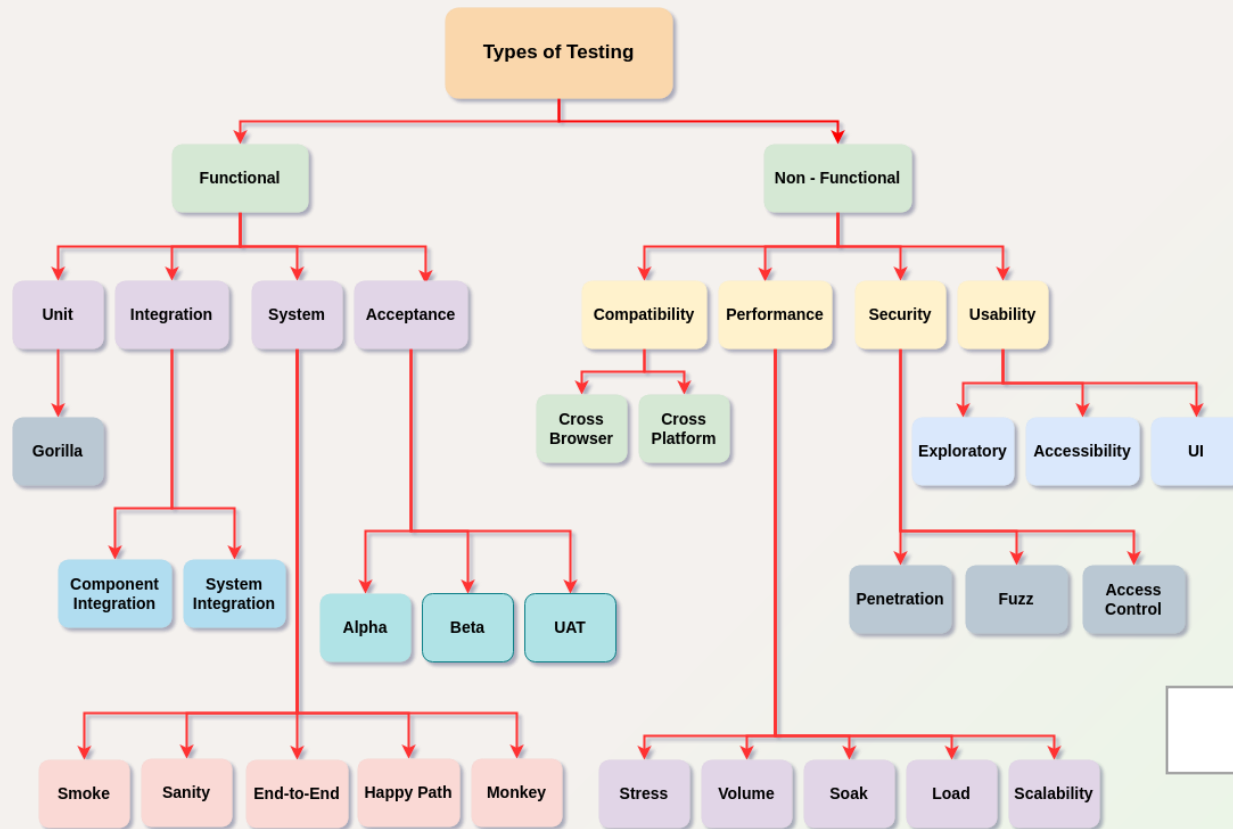 Types of Testing
Functional
Non - Functional
Unit
Integration
System
Acceptance
Compatibility
Performance
Security
Usability
Gorilla
Cross
Browser
Cross
Platform
Exploratory
Accessibility
UI
Component
Integration
System
Integration
Alpha
Beta
UAT
Penetration
Fuzz
Access
Control
Smoke
Sanity
End-to-End
Happy Path
Monkey
Stress
Volume
Soak
Load
Scalability